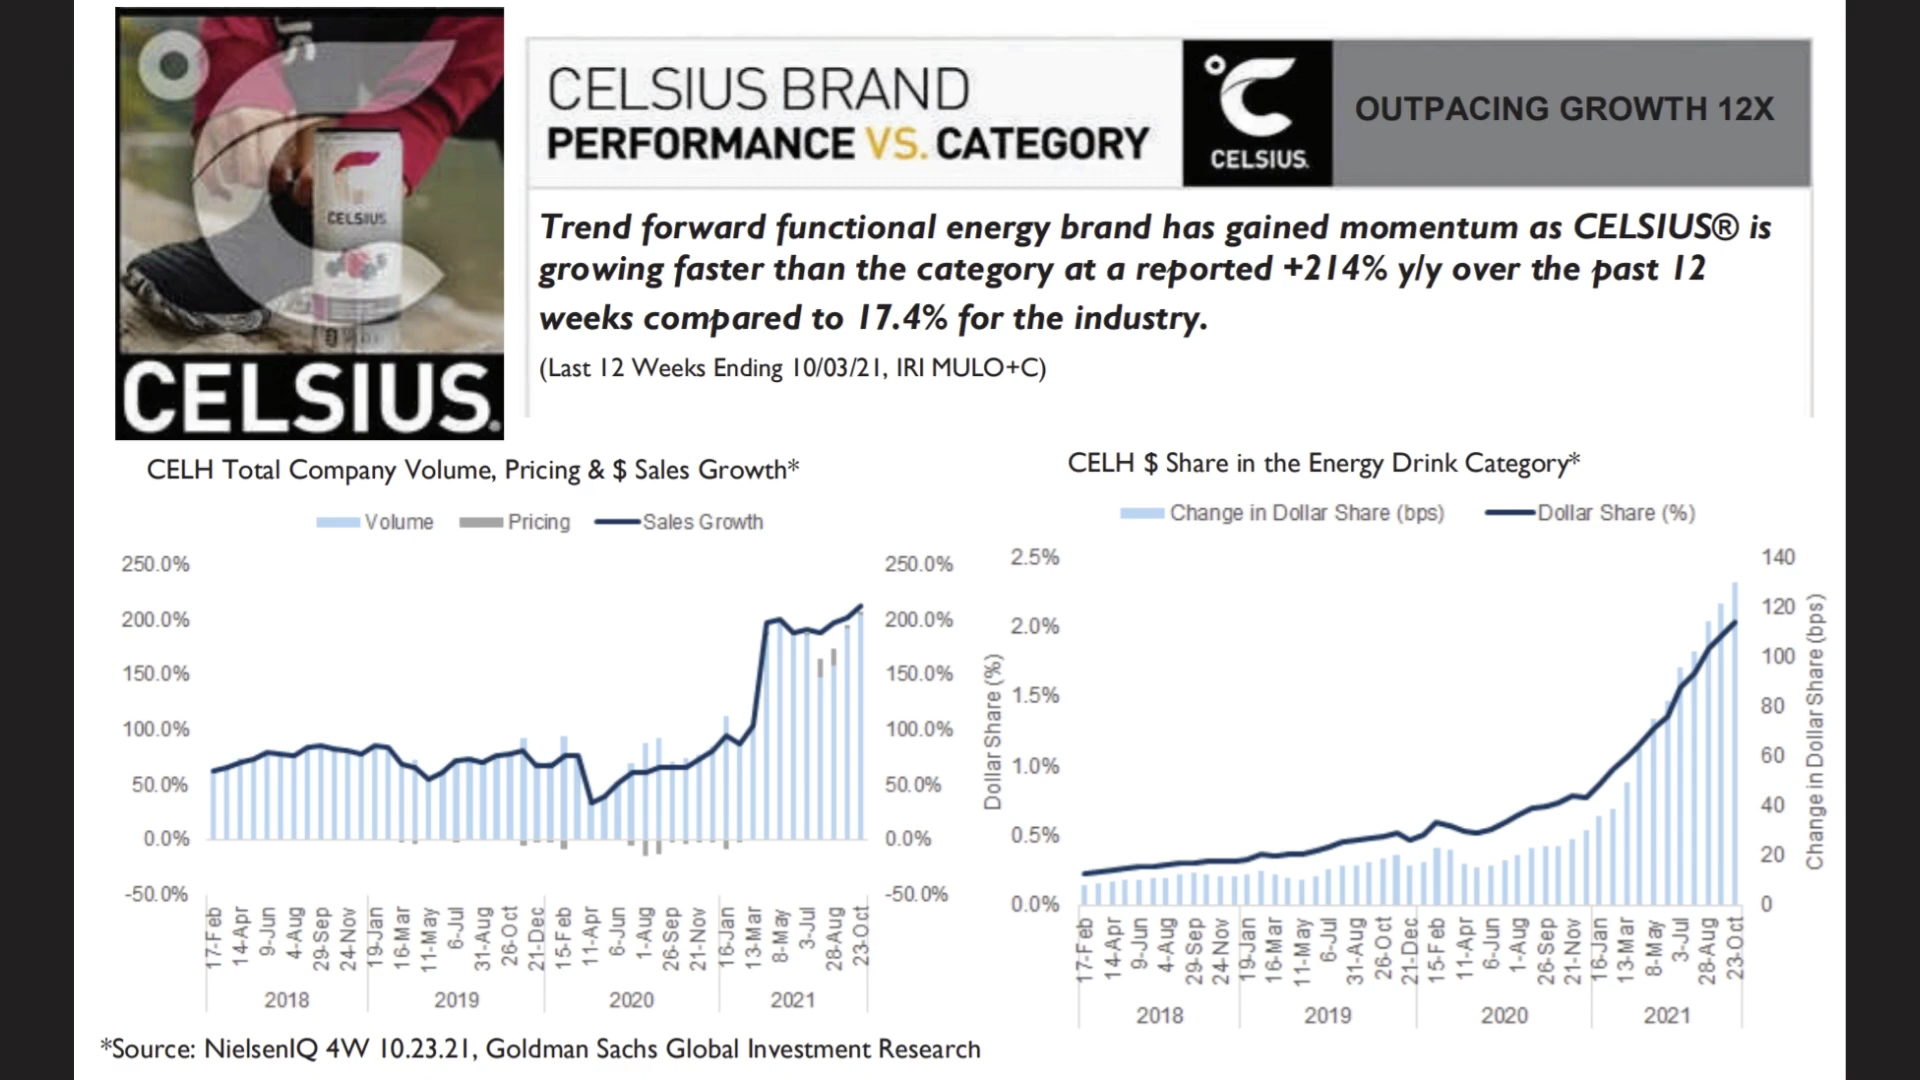 CELSIUS
CELSIUS.
CELSIUS BRAND
PERFORMANCE VS. CATEGORY
CELSIUS.
OUTPACING GROWTH 12X
Trend forward functional energy brand has gained momentum as CELSIUS® is
growing faster than the category at a reported +214% y/y over the past 12
weeks compared to 17.4% for the industry.
(Last 12 Weeks Ending 10/03/21, IRI MULO+C)
CELH Total Company Volume, Pricing & $ Sales Growth*
Volume Pricing Sales Growth
250.0% 250.0%
200.0% 200.0%
150.0% 150.0%
100.0% 100.0%
50.0% 50.0%
0.0% 0.0%
-50.0% -50.0%
17-Feb 14-Apr 9-Jun 4-Aug 29-Sep 24-Nov 19-Jan 16-Mar 11-May 6-Jul 31-Aug 26-Oct 21-Dec 15-Feb 11-Apr 6-Jun 1-Aug 26-Sep 21-Nov 16-Jan 13-Mar 8-May 3-Jul 28-Aug 23-Oct
2018 2019 2020 2021
CELH $ Share in the Energy Drink Category*
Change in Dollar Share (bps) Dollar Share (%)
Dollar Share (%)
2.5% 140
2.0% 120
1.5% 100
1.0% 80
0.5% 60
0.0% 40
20
0
Change in Dollar Share (bps)
17-Feb 14-Apr 9-Jun 4-Aug 29-Sep 24-Nov 19-Jan 16-Mar 11-May 6-Jul 31-Aug 26-Oct 21-Dec 15-Feb 11-Apr 6-Jun 1-Aug 26-Sep 21-Nov 16-Jan 13-Mar 8-May 3-Jul 28-Aug 23-Oct
2018 2019 2020 2021
*Source: NielsenIQ 4W 10.23.21, Goldman Sachs Global Investment Research